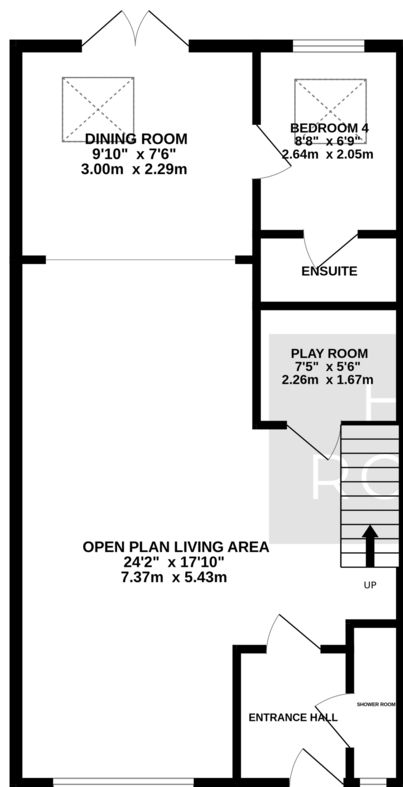 DINING ROOM
9'10" x 7'6"
3.00m x 2.29m
BEDROOM 4
8'8" x 6'9"
2.64m x 2.05m
ENSUITE
PLAY ROOM
7'5" x 5'6"
2.26m x 1.67m
OPEN PLAN LIVING AREA
24'2" x 17'10"
7.37m x 5.43m
UP
SHOWER ROOM
ENTRANCE HALL